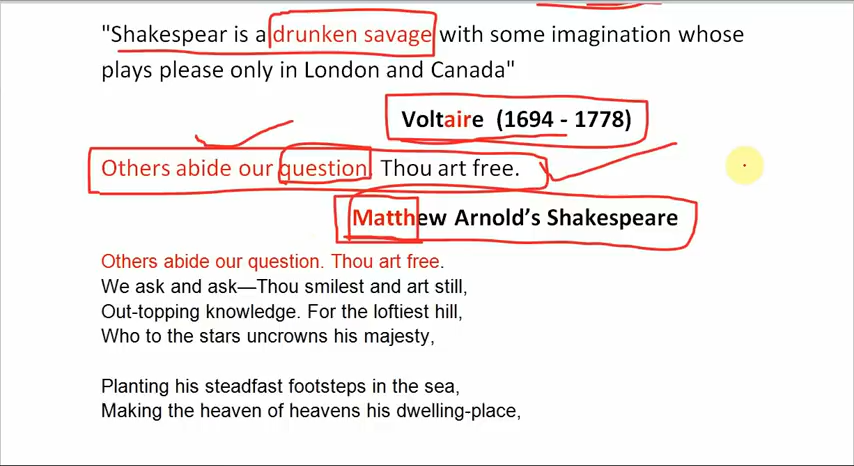 "Shakespear is a drunken savage with some imagination whose
plays please only in London and Canada"
Voltaire (1694 - 1778)
Others abide our question. Thou art free.
Matthew Arnold’s Shakespeare
Others abide our question. Thou art free.
We ask and ask—Thou smilest and art still,
Out-topping knowledge. For the loftiest hill,
Who to the stars uncrowns his majesty,
Planting his steadfast footsteps in the sea,
Making the heaven of heavens his dwelling-place,